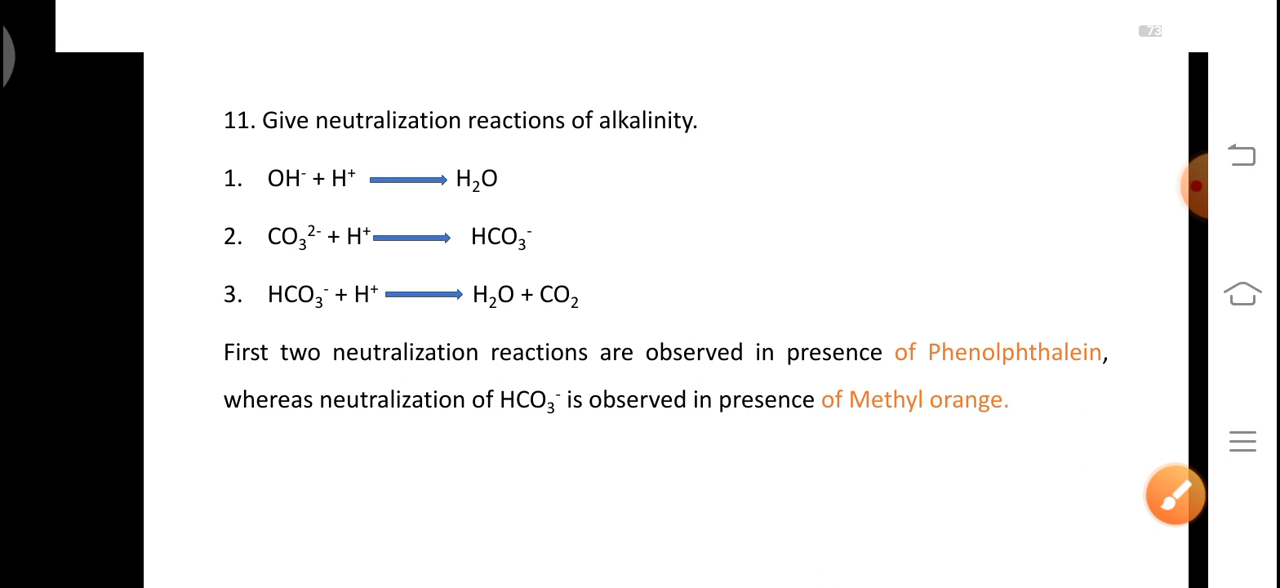 73
11. Give neutralization reactions of alkalinity.
1. OH⁻ + H⁺ ⟶ H₂O
2. CO₃²⁻ + H⁺ ⟶ HCO₃⁻
3. HCO₃⁻ + H⁺ ⟶ H₂O + CO₂
First two neutralization reactions are observed in presence of Phenolphthalein,
whereas neutralization of HCO₃⁻ is observed in presence of Methyl orange.